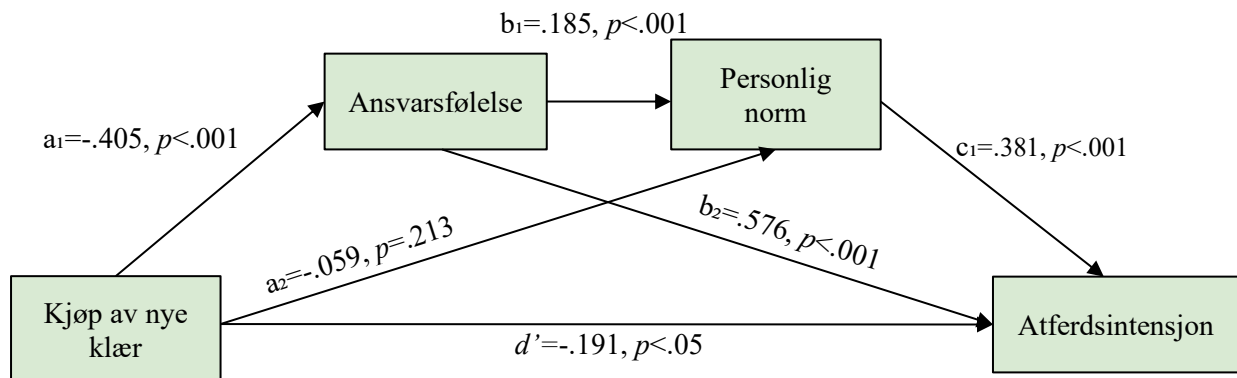 b₁=.185, p<.001
Ansvarsfølelse
Personlig
norm
a₁=-.405, p<.001
c₁=.381, p<.001
a₂=-.059, p=.213
b₂=.576, p<.001
Kjøp av nye
klær
d’=-.191, p<.05
Atferdsintensjon